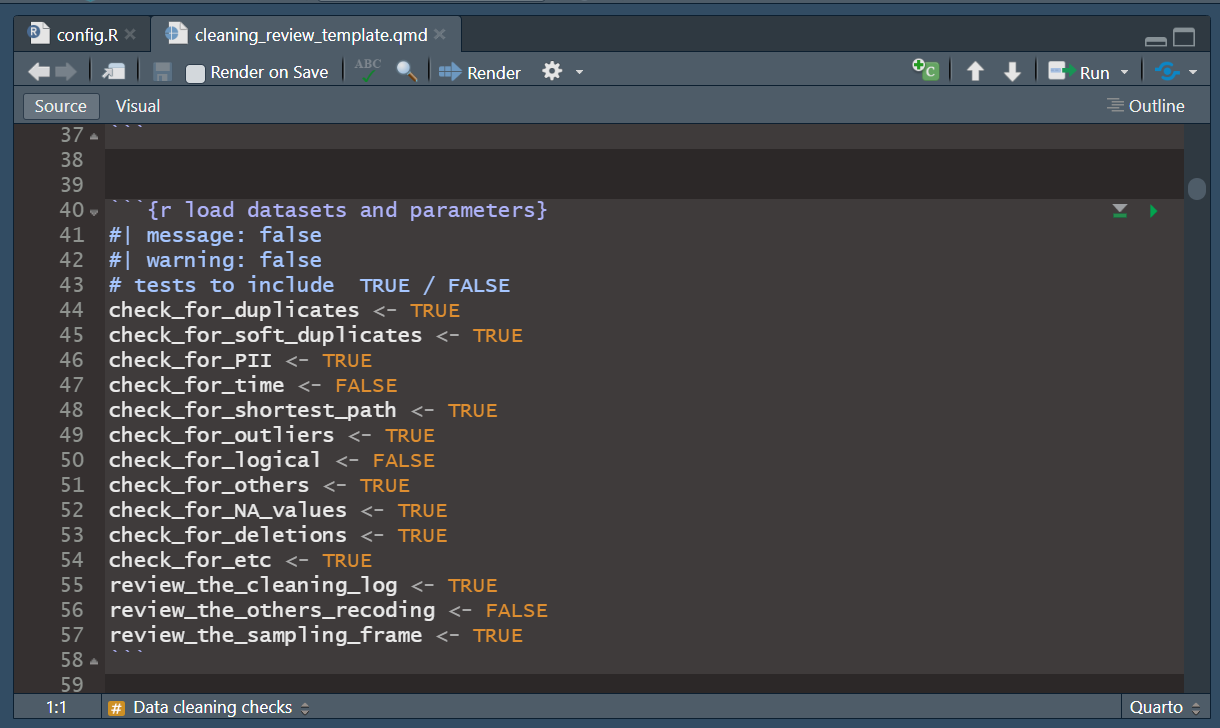 config.R cleaning_review_template.qmd
Render on Save ABC Render C Run
Source Visual Outline
37 ```
38
39
40 ```{r load datasets and parameters}
41 #| message: false
42 #| warning: false
43 # tests to include  TRUE / FALSE
44 check_for_duplicates <- TRUE
45 check_for_soft_duplicates <- TRUE
46 check_for_PII <- TRUE
47 check_for_time <- FALSE
48 check_for_shortest_path <- TRUE
49 check_for_outliers <- TRUE
50 check_for_logical <- FALSE
51 check_for_others <- TRUE
52 check_for_NA_values <- TRUE
53 check_for_deletions <- TRUE
54 check_for_etc <- TRUE
55 review_the_cleaning_log <- TRUE
56 review_the_others_recoding <- FALSE
57 review_the_sampling_frame <- TRUE
58 ```
59
1:1 # Data cleaning checks Quarto